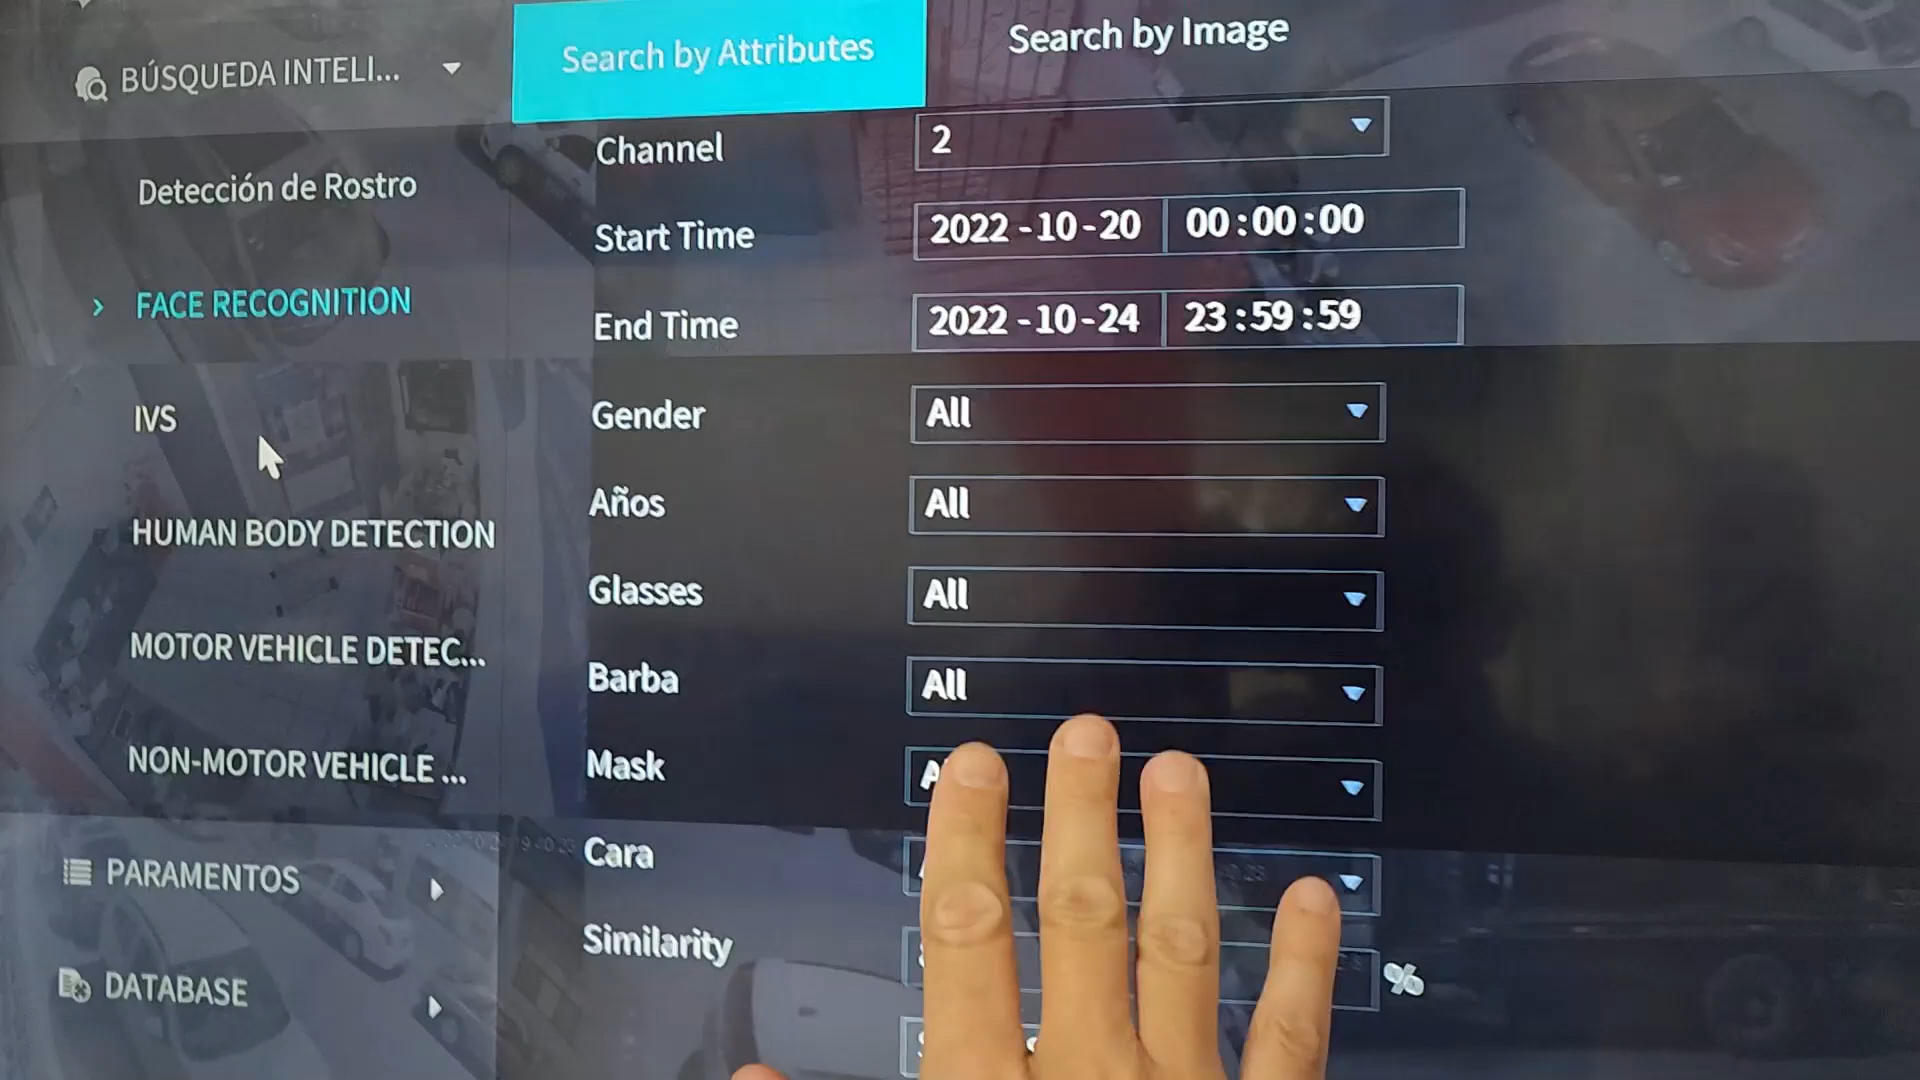 BÚSQUEDA INTELI...
Search by Attributes
Search by Image
Detección de Rostro
FACE RECOGNITION
IVS
HUMAN BODY DETECTION
MOTOR VEHICLE DETEC...
NON-MOTOR VEHICLE ...
PARAMENTOS
DATABASE
Channel
2
Start Time
2022 -10 -20
00 :00 :00
End Time
2022 -10 -24
23 :59 :59
Gender
All
Años
All
Glasses
All
Barba
All
Mask
Cara
Similarity
%